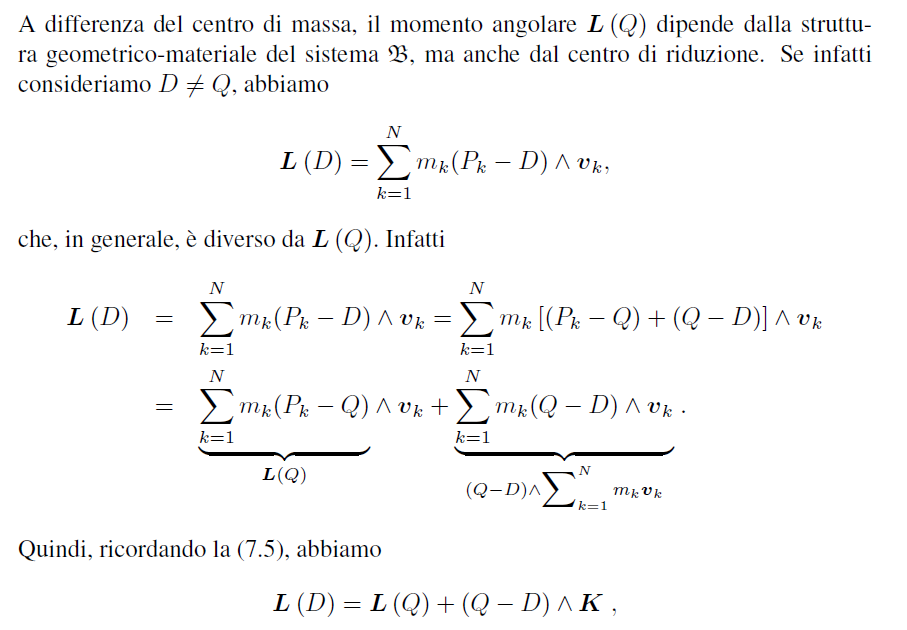 A differenza del centro di massa, il momento angolare L (Q) dipende dalla struttu-
ra geometrico-materiale del sistema 𝔅, ma anche dal centro di riduzione. Se infatti
consideriamo D ≠ Q, abbiamo
L (D) = ∑_{k=1}^{N} m_k(P_k − D) ∧ v_k,
che, in generale, è diverso da L (Q). Infatti
L (D) = ∑_{k=1}^{N} m_k(P_k − D) ∧ v_k = ∑_{k=1}^{N} m_k [(P_k − Q) + (Q − D)] ∧ v_k
= ∑_{k=1}^{N} m_k(P_k − Q) ∧ v_k + ∑_{k=1}^{N} m_k(Q − D) ∧ v_k .
L(Q) (Q−D)∧∑_{k=1}^{N} m_k v_k
Quindi, ricordando la (7.5), abbiamo
L (D) = L (Q) + (Q − D) ∧ K ,